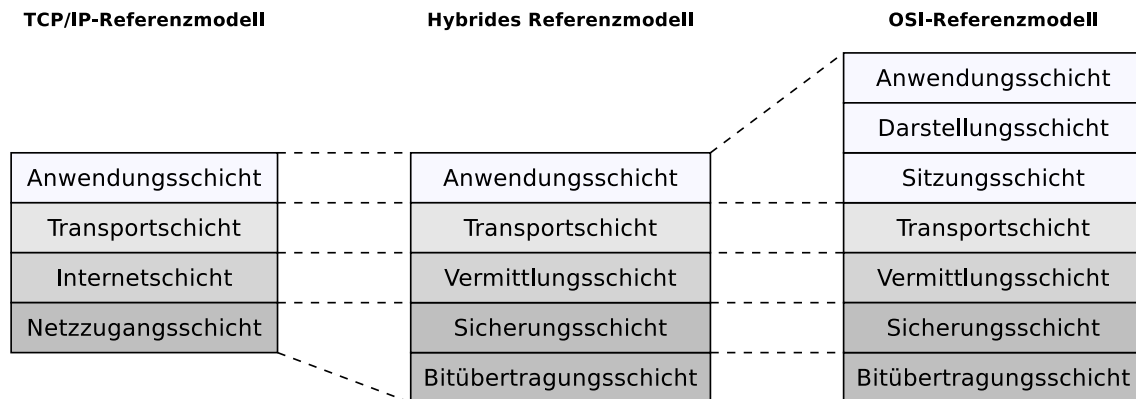 TCP/IP-Referenzmodell
Anwendungsschicht
Transportschicht
Internetschicht
Netzzugangsschicht
Hybrides Referenzmodell
Anwendungsschicht
Transportschicht
Vermittlungsschicht
Sicherungsschicht
Bitübertragungsschicht
OSI-Referenzmodell
Anwendungsschicht
Darstellungsschicht
Sitzungsschicht
Transportschicht
Vermittlungsschicht
Sicherungsschicht
Bitübertragungsschicht